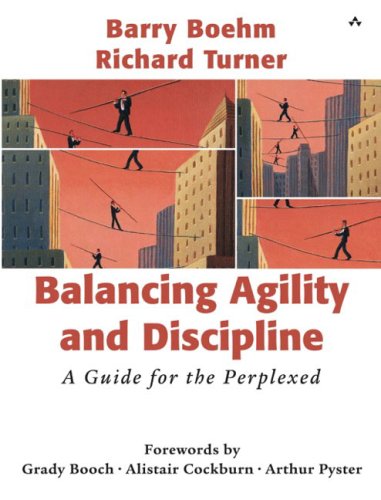 Barry Boehm
Richard Turner
Balancing Agility
and Discipline
A Guide for the Perplexed
Forewords by
Grady Booch · Alistair Cockburn · Arthur Pyster